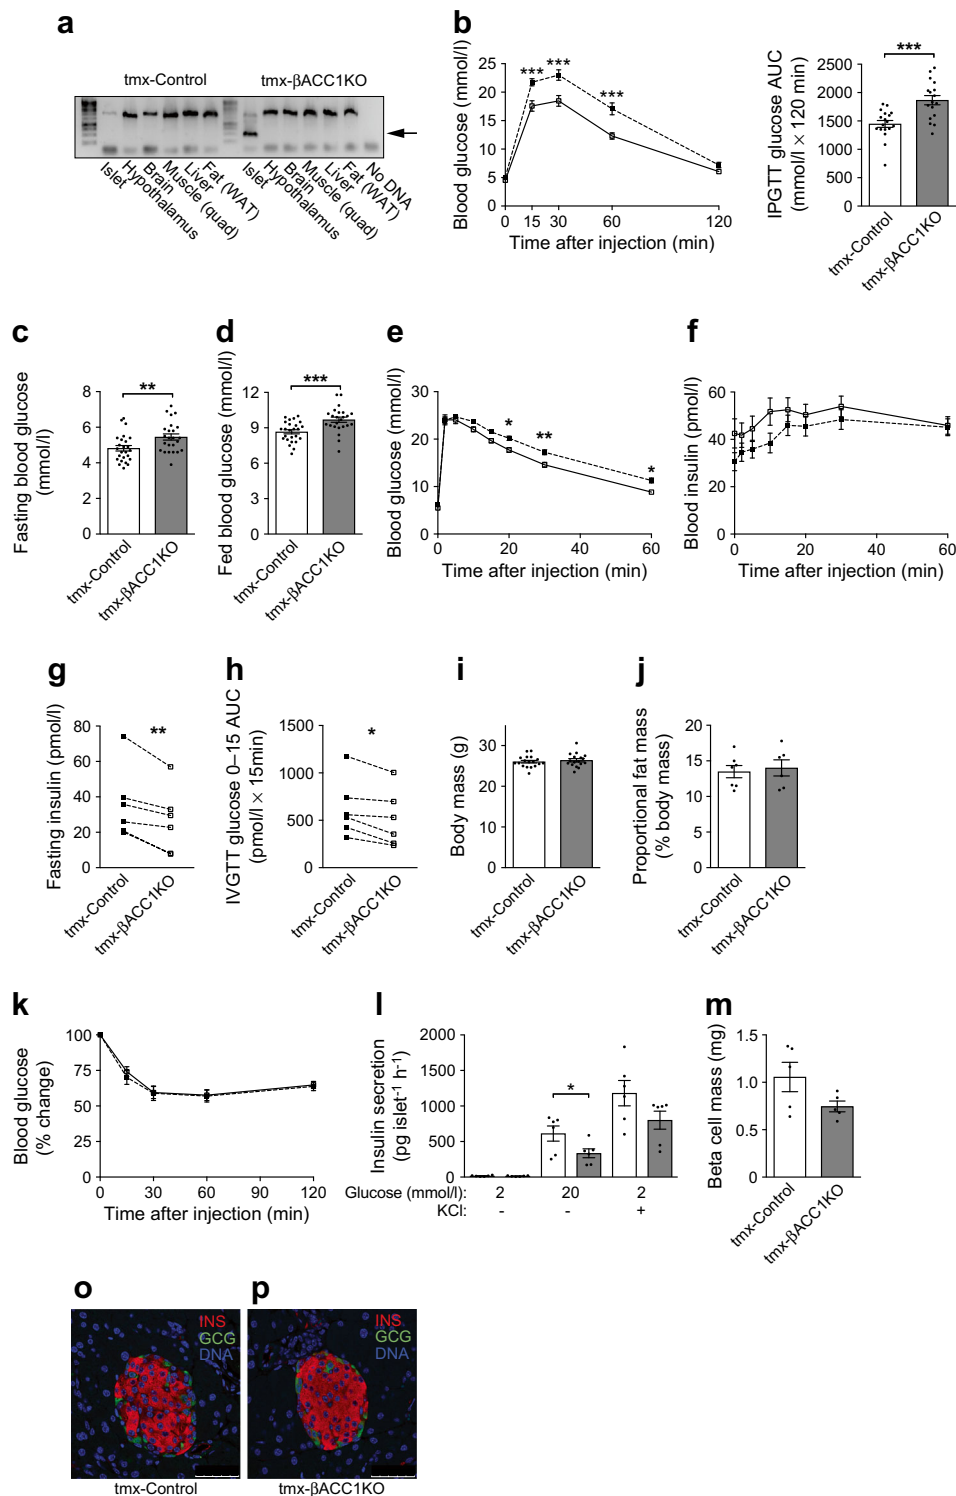 a
tmx-Control
tmx-βACC1KO
Islet
Hypothalamus
Brain
Muscle (quad)
Liver
Fat (WAT)
Islet
Hypothalamus
Brain
Muscle (quad)
Liver
Fat (WAT)
No DNA
b
Blood glucose (mmol/l)
25
20
15
10
5
0
***
***
***
0
15
30
60
120
Time after injection (min)
IPGTT glucose AUC
(mmol/l × 120 min)
2500
2000
1500
1000
500
0
***
tmx-Control
tmx-βACC1KO
c
Fasting blood glucose
(mmol/l)
8
6
4
2
0
**
tmx-Control
tmx-βACC1KO
d
Fed blood glucose (mmol/l)
12
9
6
3
0
***
tmx-Control
tmx-βACC1KO
e
Blood glucose (mmol/l)
30
20
10
0
*
**
*
0
20
40
60
Time after injection (min)
f
Blood insulin (pmol/l)
60
40
20
0
0
20
40
60
Time after injection (min)
g
Fasting insulin (pmol/l)
80
60
40
20
0
**
tmx-Control
tmx-βACC1KO
h
IVGTT glucose 0–15 AUC
(pmol/l × 15min)
1500
1000
500
0
*
tmx-Control
tmx-βACC1KO
i
Body mass (g)
30
20
10
0
tmx-Control
tmx-βACC1KO
j
Proportional fat mass
(% body mass)
20
15
10
5
0
tmx-Control
tmx-βACC1KO
k
Blood glucose
(% change)
100
75
50
25
0
0
30
60
90
120
Time after injection (min)
l
Insulin secretion
(pg islet⁻¹ h⁻¹)
2000
1500
1000
500
0
*
Glucose (mmol/l): 2 20 2
KCl: - - +
m
Beta cell mass (mg)
1.5
1.0
0.5
0
tmx-Control
tmx-βACC1KO
o
INS
GCG
DNA
tmx-Control
p
INS
GCG
DNA
tmx-βACC1KO